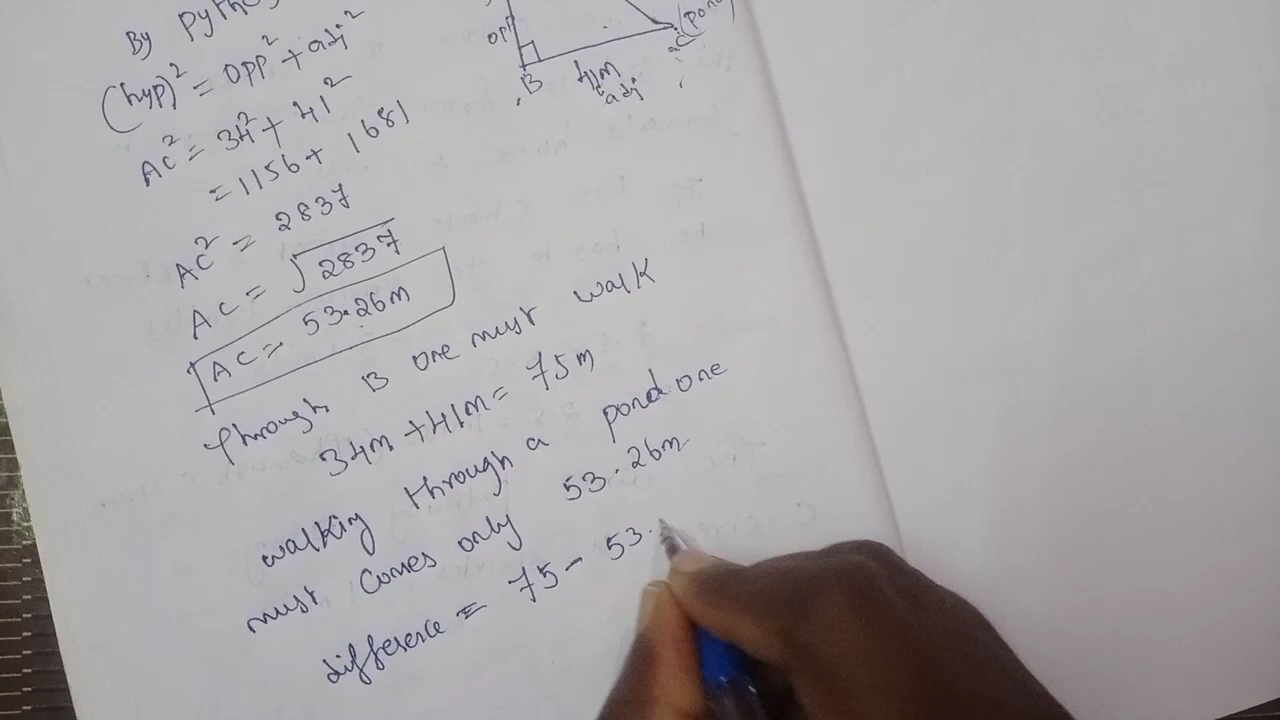 By
(hyp)² = opp² + adj²
AC² = 34² + 41²
= 1156 + 1681
AC² = 2837
AC = √2837
AC = 53.26m
through B one must walk
34m + 41m = 75m
walking through a pond one
must comes only 53.26m
difference = 75 - 53.
opp
B
41m
adj
C